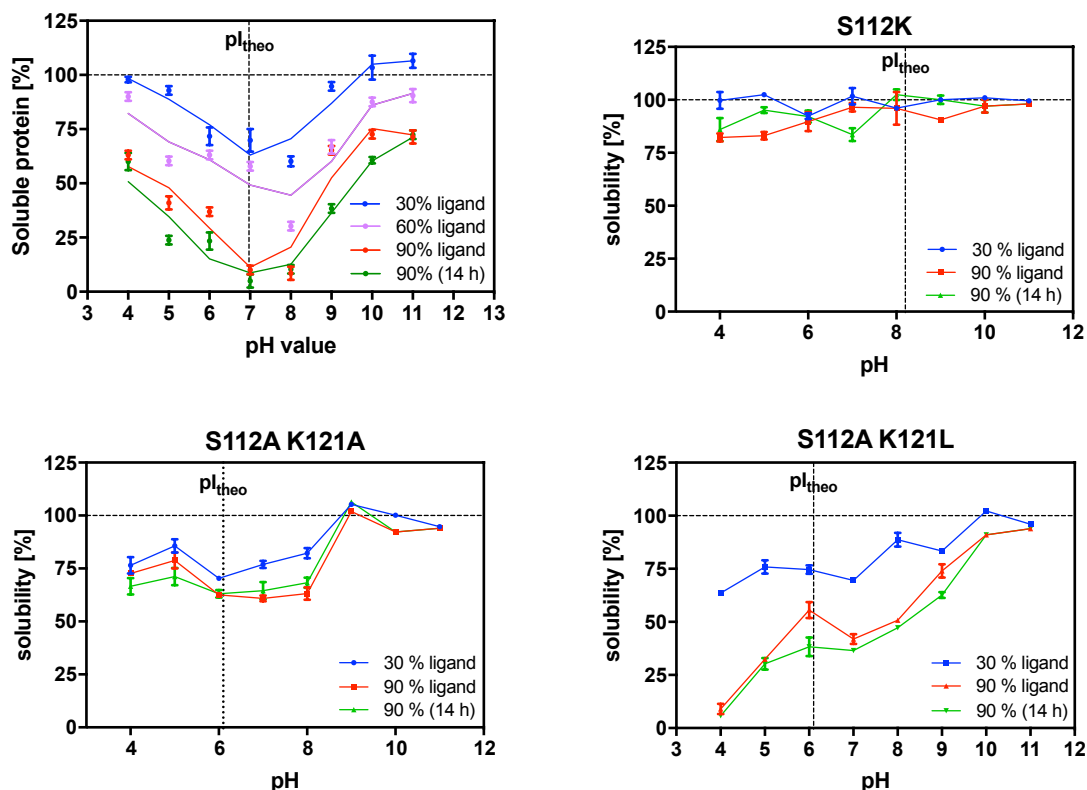 125
100
75
50
25
0
Soluble protein [%]
pItheo
30% ligand
60% ligand
90% ligand
90% (14 h)
3 4 5 6 7 8 9 10 11 12 13
pH value
S112K
125
100
75
50
25
0
solubility [%]
pItheo
30 % ligand
90 % ligand
90 % (14 h)
4 6 8 10 12
pH
S112A K121A
125
100
75
50
25
0
solubility [%]
pItheo
30 % ligand
90 % ligand
90 % (14 h)
4 6 8 10 12
pH
S112A K121L
125
100
75
50
25
0
solubility [%]
pItheo
30 % ligand
90 % ligand
90 % (14 h)
3 4 5 6 7 8 9 10 11 12
pH